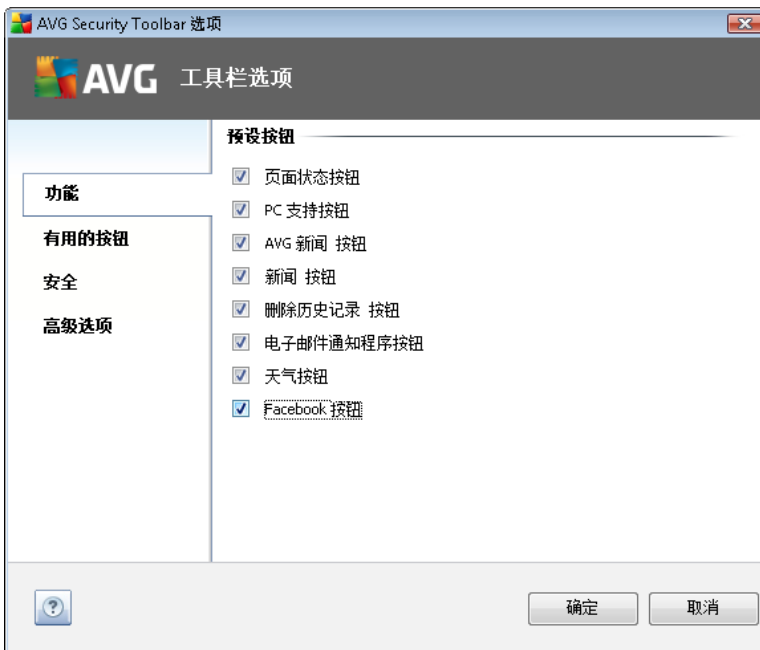 AVG Security Toolbar 选项
AVG 工具栏选项
功能
有用的按钮
安全
高级选项
预设按钮
页面状态按钮
PC 支持按钮
AVG 新闻 按钮
新闻 按钮
删除历史记录 按钮
电子邮件通知程序按钮
天气按钮
Facebook 按钮
?
确定
取消